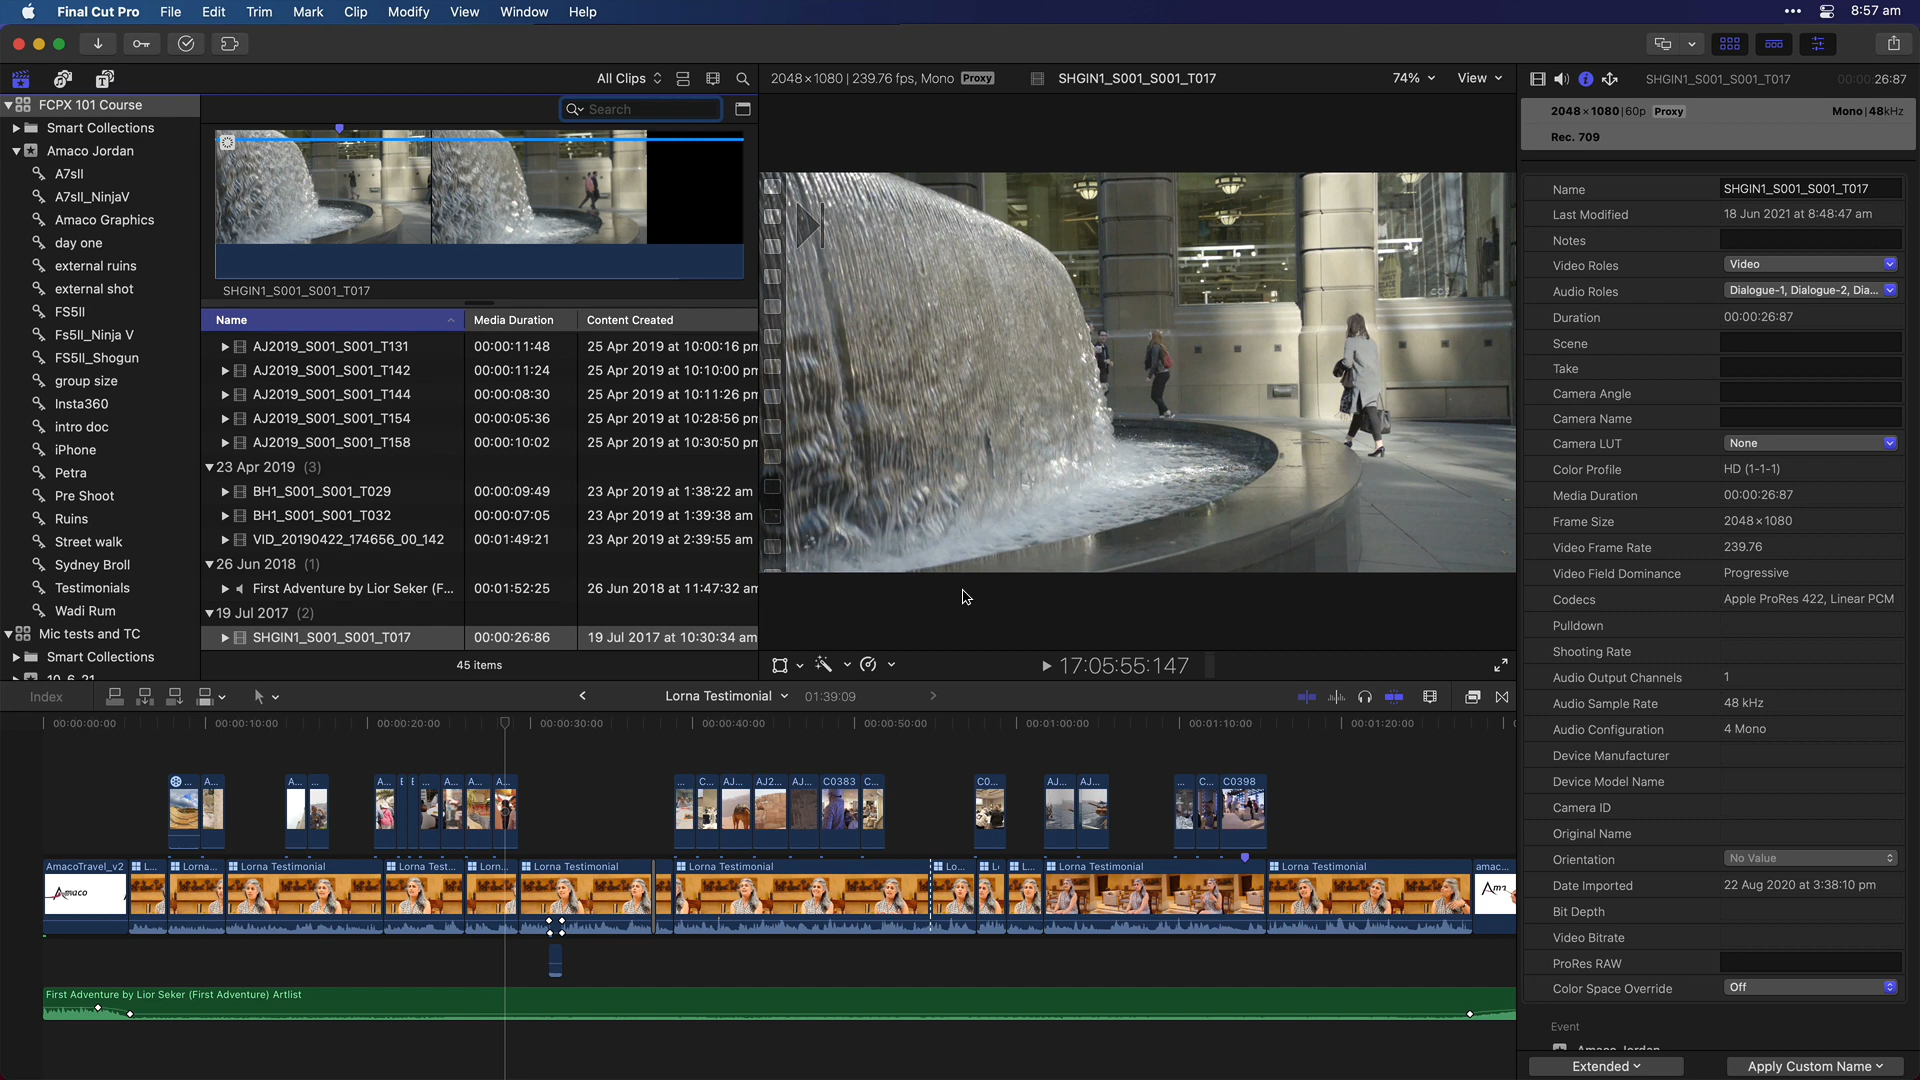 Final Cut Pro File Edit Trim Mark Clip Modify View Window Help
8:57 am
All Clips
2048 × 1080 | 239.76 fps, Mono Proxy
SHGIN1_S001_S001_T017
74% View
SHGIN1_S001_S001_T017
00:00:26:87
FCPX 101 Course
Smart Collections
Amaco Jordan
A7sII
A7sII_NinjaV
Amaco Graphics
day one
external ruins
external shot
FS5II
Fs5II_Ninja V
FS5II_Shogun
group size
Insta360
intro doc
iPhone
Petra
Pre Shoot
Ruins
Street walk
Sydney Broll
Testimonials
Wadi Rum
Mic tests and TC
Smart Collections
Search
SHGIN1_S001_S001_T017
Name Media Duration Content Created
AJ2019_S001_S001_T131 00:00:11:48 25 Apr 2019 at 10:00:16 pm
AJ2019_S001_S001_T142 00:00:11:24 25 Apr 2019 at 10:10:00 pm
AJ2019_S001_S001_T144 00:00:08:30 25 Apr 2019 at 10:11:26 pm
AJ2019_S001_S001_T154 00:00:05:36 25 Apr 2019 at 10:28:56 pm
AJ2019_S001_S001_T158 00:00:10:02 25 Apr 2019 at 10:30:50 pm
23 Apr 2019 (3)
BH1_S001_S001_T029 00:00:09:49 23 Apr 2019 at 1:38:22 am
BH1_S001_S001_T032 00:00:07:05 23 Apr 2019 at 1:39:38 am
VID_20190422_174656_00_142 00:01:49:21 23 Apr 2019 at 2:39:55 am
26 Jun 2018 (1)
First Adventure by Lior Seker (F... 00:01:52:25 26 Jun 2018 at 11:47:32 am
19 Jul 2017 (2)
SHGIN1_S001_S001_T017 00:00:26:86 19 Jul 2017 at 10:30:34 am
45 items
17:05:55:147
2048 × 1080 | 60p Proxy Mono | 48kHz
Rec. 709
Name SHGIN1_S001_S001_T017
Last Modified 18 Jun 2021 at 8:48:47 am
Notes
Video Roles Video
Audio Roles Dialogue-1, Dialogue-2, Dia...
Duration 00:00:26:87
Scene
Take
Camera Angle
Camera Name
Camera LUT None
Color Profile HD (1-1-1)
Media Duration 00:00:26:87
Frame Size 2048 × 1080
Video Frame Rate 239.76
Video Field Dominance Progressive
Codecs Apple ProRes 422, Linear PCM
Pulldown
Shooting Rate
Audio Output Channels 1
Audio Sample Rate 48 kHz
Audio Configuration 4 Mono
Device Manufacturer
Device Model Name
Camera ID
Original Name
Orientation No Value
Date Imported 22 Aug 2020 at 3:38:10 pm
Bit Depth
Video Bitrate
ProRes RAW
Color Space Override Off
Event
Extended Apply Custom Name
Index
Lorna Testimonial 01:39:09
00:00:00:00 00:00:10:00 00:00:20:00 00:00:30:00 00:00:40:00 00:00:50:00 00:01:00:00 00:01:10:00 00:01:20:00
... A... A... ... A... E E ... A... A... A... ... C... AJ... AJ2... AJ... C0383 C... C0... AJ... AJ... ... C... C0398
AmacoTravel_v2 L... Lorna... Lorna Testimonial Lorna Test... Lorn... Lorna Testimonial Lorna Testimonial Lo... L... Lorna Testimonial Lorna Testimonial amac...
Amaco
First Adventure by Lior Seker (First Adventure) Artlist